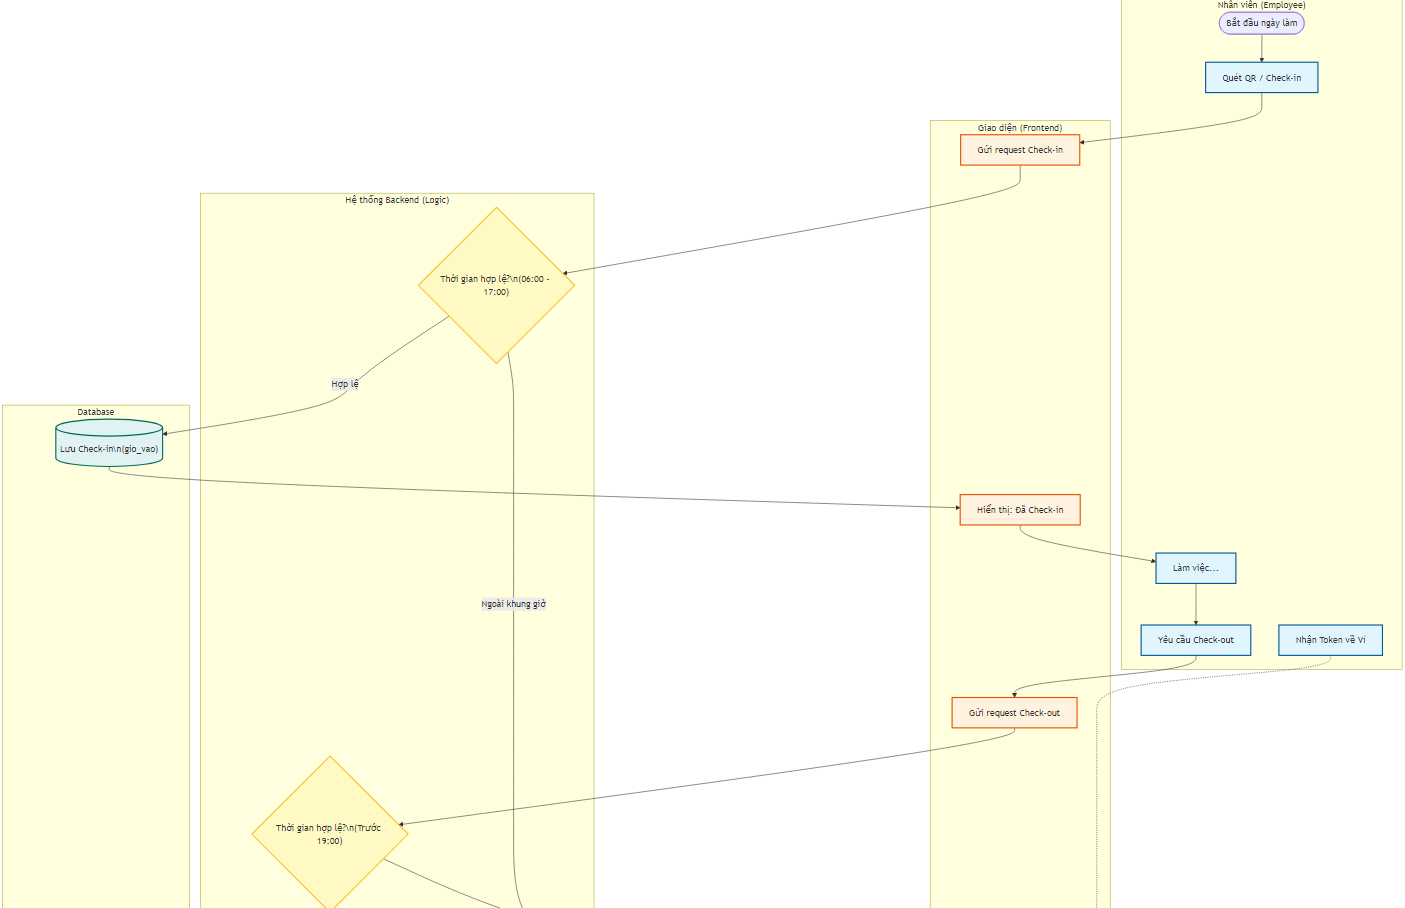 Nhân viên (Employee)
Bắt đầu ngày làm
Quét QR / Check-in
Giao diện (Frontend)
Gửi request Check-in
Hệ thống Backend (Logic)
Thời gian hợp lệ?\n(06:00 -
17:00)
Hợp lệ
Database
Lưu Check-in\n(gio_vao)
Hiển thị: Đã Check-in
Làm việc...
Ngoài khung giờ
Yêu cầu Check-out
Nhận Token về Ví
Gửi request Check-out
Thời gian hợp lệ?\n(Trước
19:00)